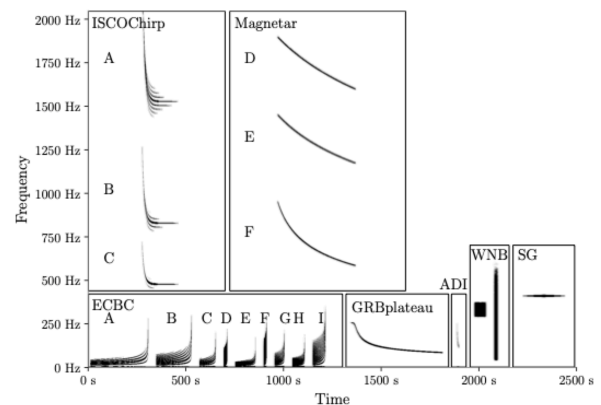 2000 Hz
ISCOChirp
Magnetar
1750 Hz
A
D
1500 Hz
1250 Hz
E
1000 Hz
B
750 Hz
F
C
500 Hz
Frequency
WNB
SG
ADI
ECBC
GRBplateau
A B C D E F G H I
250 Hz
0 Hz
0 s 500 s 1000 s 1500 s 2000 s 2500 s
Time